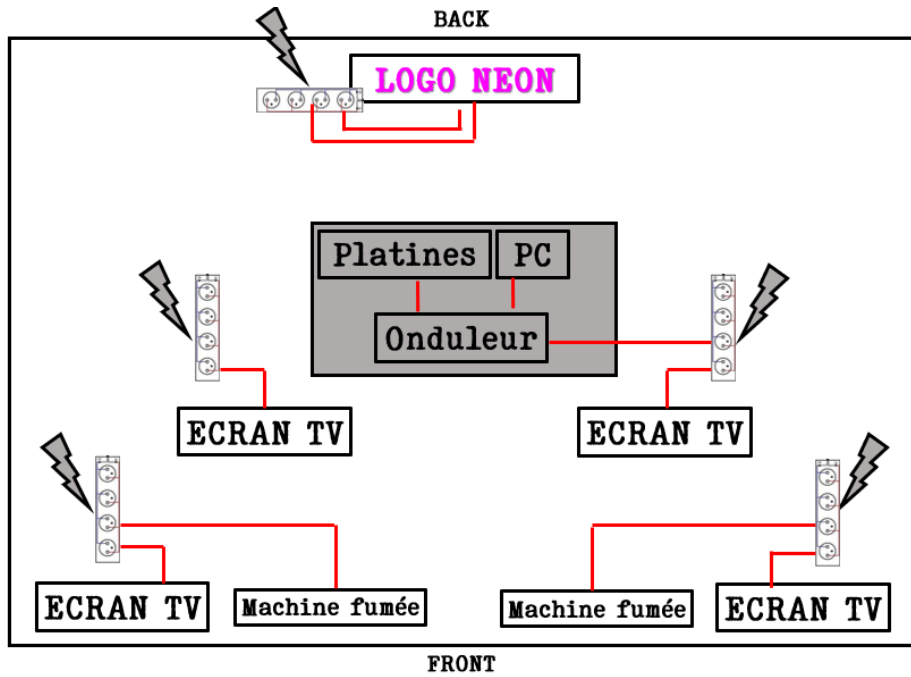 BACK
LOGO NEON
Platines
PC
Onduleur
ECRAN TV
ECRAN TV
ECRAN TV
Machine fumée
Machine fumée
ECRAN TV
FRONT